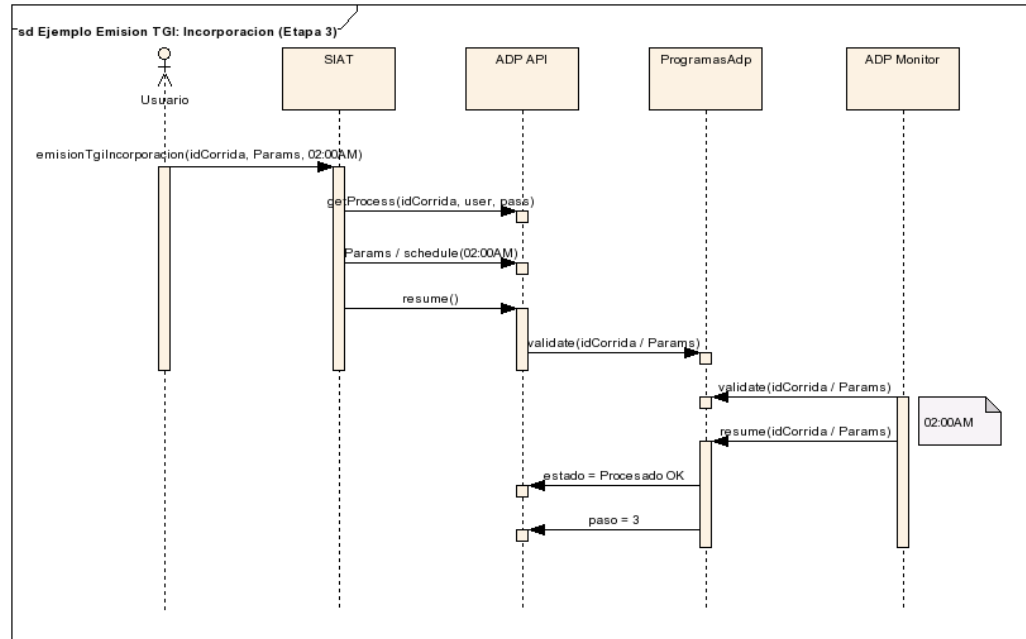 sd Ejemplo Emision TGI: Incorporacion (Etapa 3)
Usuario
SIAT
ADP API
ProgramasAdp
ADP Monitor
emisionTgiIncorporacion(idCorrida, Params, 02:00AM)
getProcess(idCorrida, user, pass)
Params / schedule(02:00AM)
resume()
validate(idCorrida / Params)
validate(idCorrida / Params)
02:00AM
resume(idCorrida / Params)
estado = Procesado OK
paso = 3